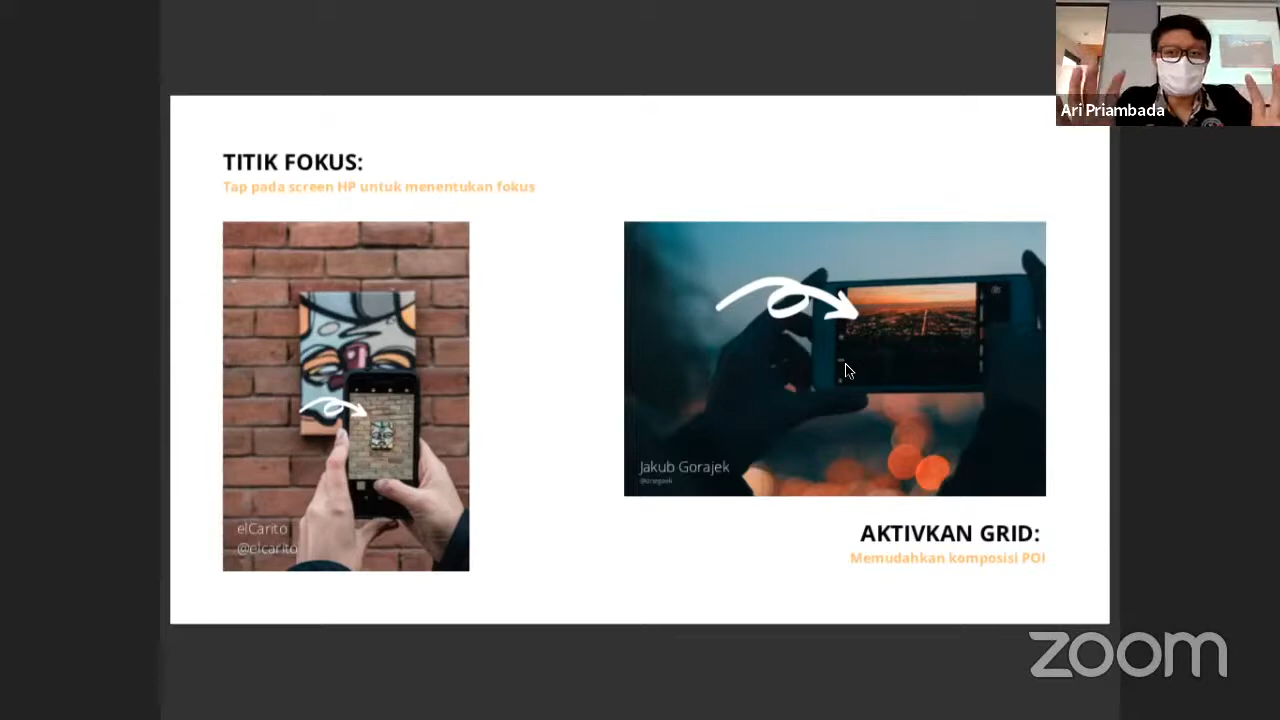 Ari Priambada
TITIK FOKUS:
Tap pada screen HP untuk menentukan fokus
elCarito
@elcarito
Jakub Gorajek
AKTIVKAN GRID:
Memudahkan komposisi POI
zoom